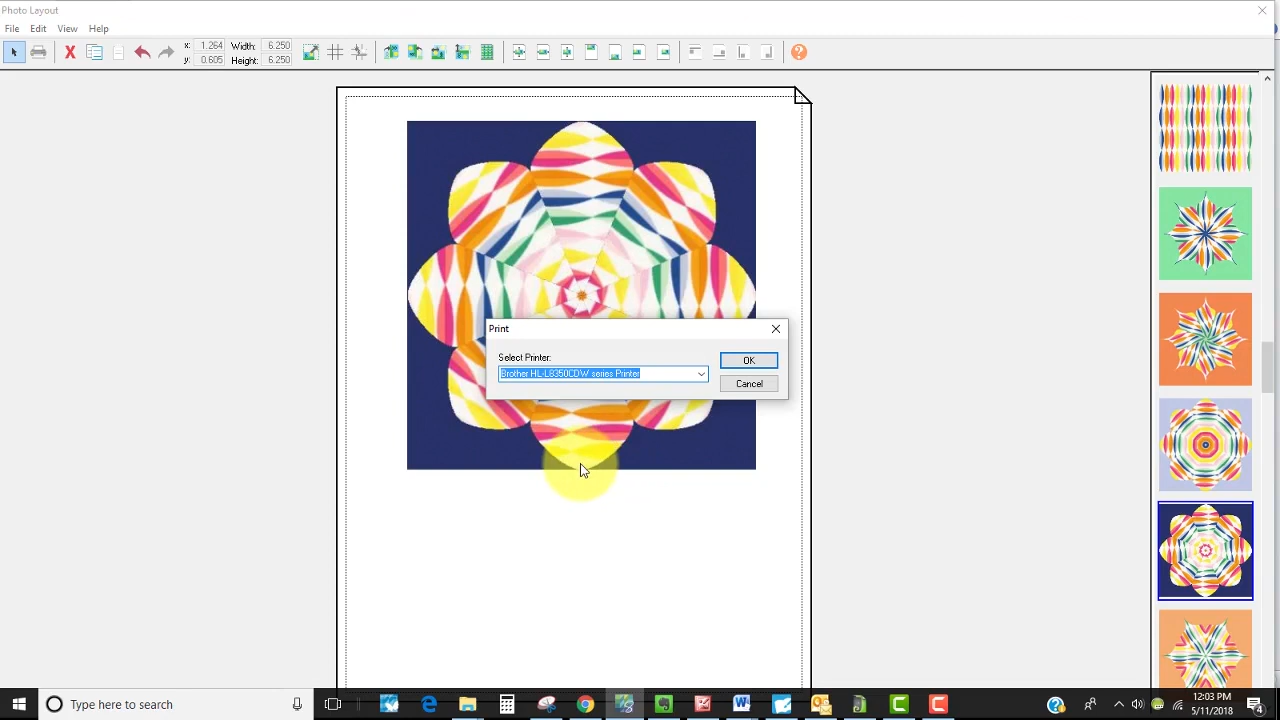 Photo Layout
File Edit View Help
x: 1.264 Width: 6.250
y: 0.605 Height: 6.250
Print
Select Printer:
Brother HL-L8350CDW series Printer
OK
Cancel
Type here to search
12:03 PM
5/11/2018